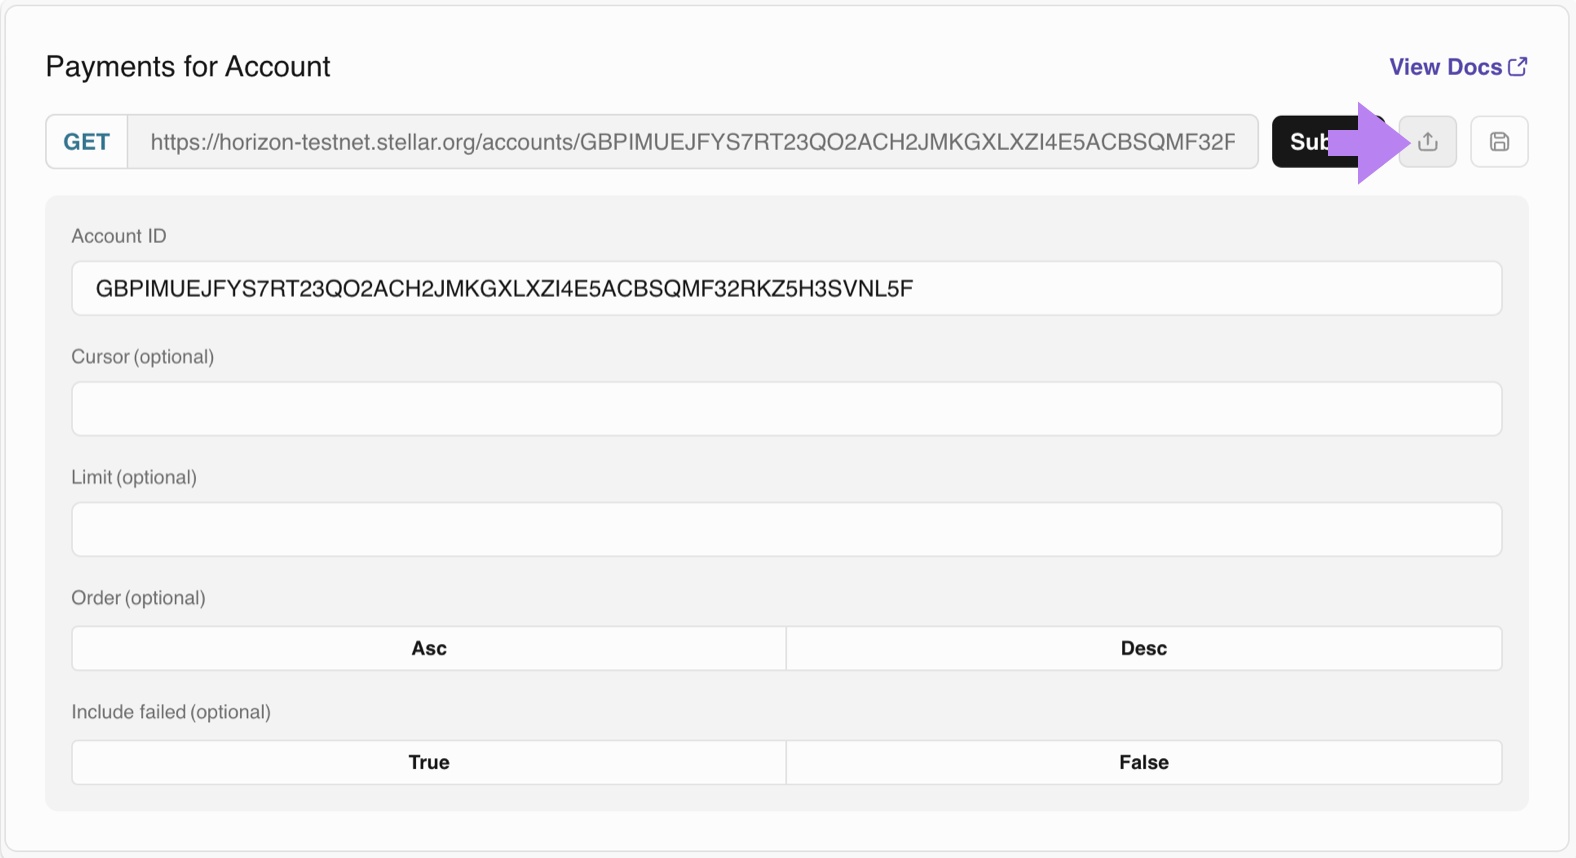 Payments for Account
View Docs
GET
https://horizon-testnet.stellar.org/accounts/GBPIMUEJFYS7RT23QO2ACH2JMKGXLXZI4E5ACBSQMF32F
Sub
Account ID
GBPIMUEJFYS7RT23QO2ACH2JMKGXLXZI4E5ACBSQMF32RKZ5H3SVNL5F
Cursor (optional)
Limit (optional)
Order (optional)
Asc
Desc
Include failed (optional)
True
False